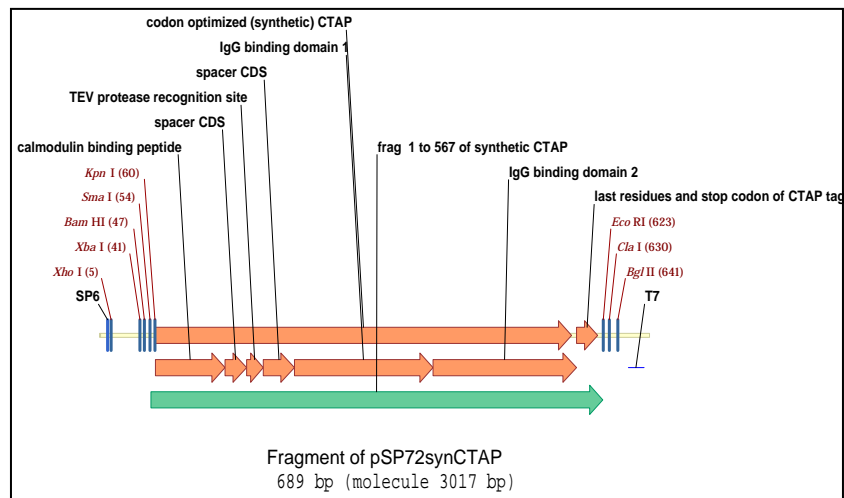 codon optimized (synthetic) CTAP
IgG binding domain 1
spacer CDS
TEV protease recognition site
spacer CDS
calmodulin binding peptide
frag 1 to 567 of synthetic CTAP
IgG binding domain 2
Kpn I (60)
last residues and stop codon of CTAP tag
Sma I (54)
Eco RI (623)
Bam HI (47)
Cla I (630)
Xba I (41)
Bgl II (641)
Xho I (5)
SP6
T7
Fragment of pSP72synCTAP
689 bp (molecule 3017 bp)